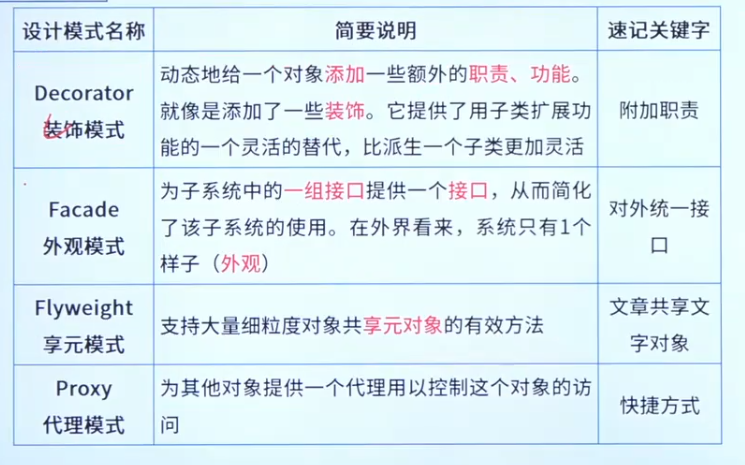 设计模式名称
简要说明
速记关键字
Decorator
装饰模式
动态地给一个对象添加一些额外的职责、功能。
就像是添加了一些装饰。它提供了用子类扩展功
能的一个灵活的替代，比派生一个子类更加灵活
附加职责
Facade
外观模式
为子系统中的一组接口提供一个接口，从而简化
了该子系统的使用。在外界看来，系统只有1个
样子（外观）
对外统一接
口
Flyweight
享元模式
支持大量细粒度对象共享元对象的有效方法
文章共享文
字对象
Proxy
代理模式
为其他对象提供一个代理用以控制这个对象的访
问
快捷方式